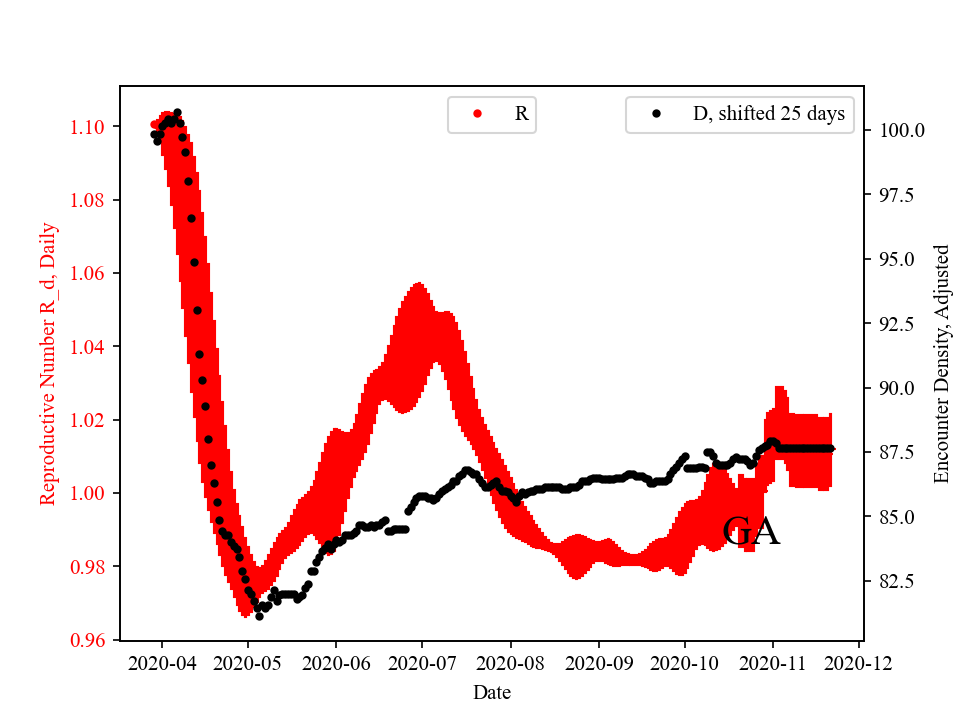 R
D, shifted 25 days
Reproductive Number R_d, Daily
1.10
1.08
1.06
1.04
1.02
1.00
0.98
0.96
100.0
97.5
95.0
92.5
90.0
87.5
85.0
82.5
Encounter Density, Adjusted
GA
2020-04 2020-05 2020-06 2020-07 2020-08 2020-09 2020-10 2020-11 2020-12
Date